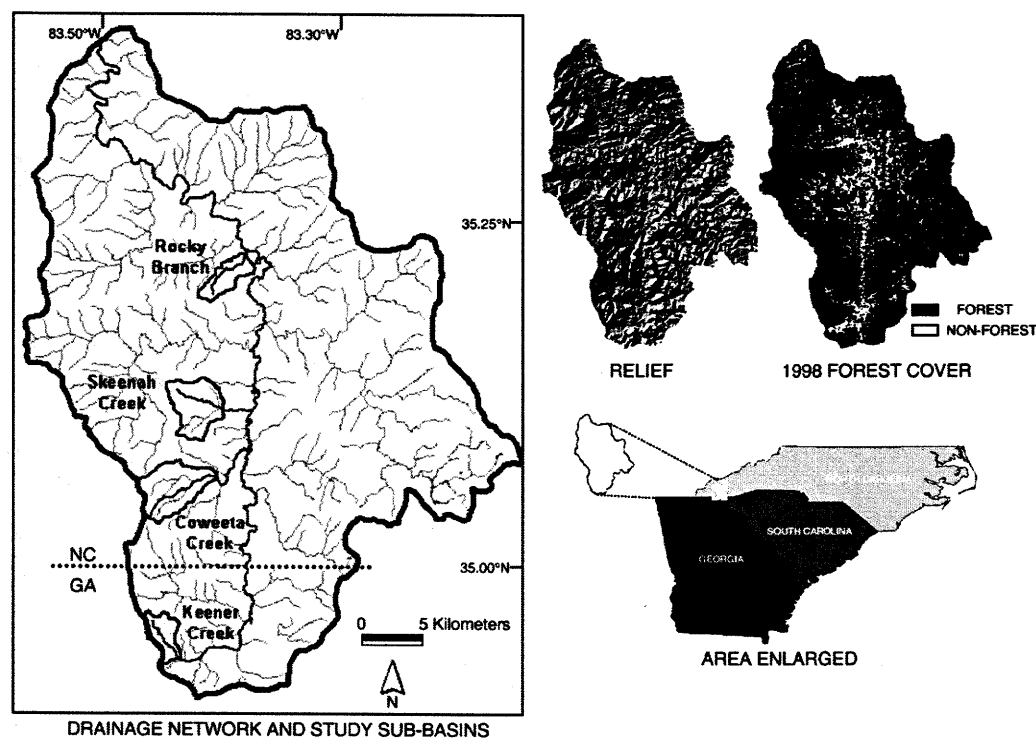 83.50°W
83.30°W
35.25°N
Rocky
Branch
Skeenah
Creek
Coweeta
Creek
NC
GA
35.00°N
Keener
Creek
0 5 Kilometers
N
DRAINAGE NETWORK AND STUDY SUB-BASINS
RELIEF
FOREST
NON-FOREST
1998 FOREST COVER
NORTH CAROLINA
SOUTH CAROLINA
GEORGIA
AREA ENLARGED